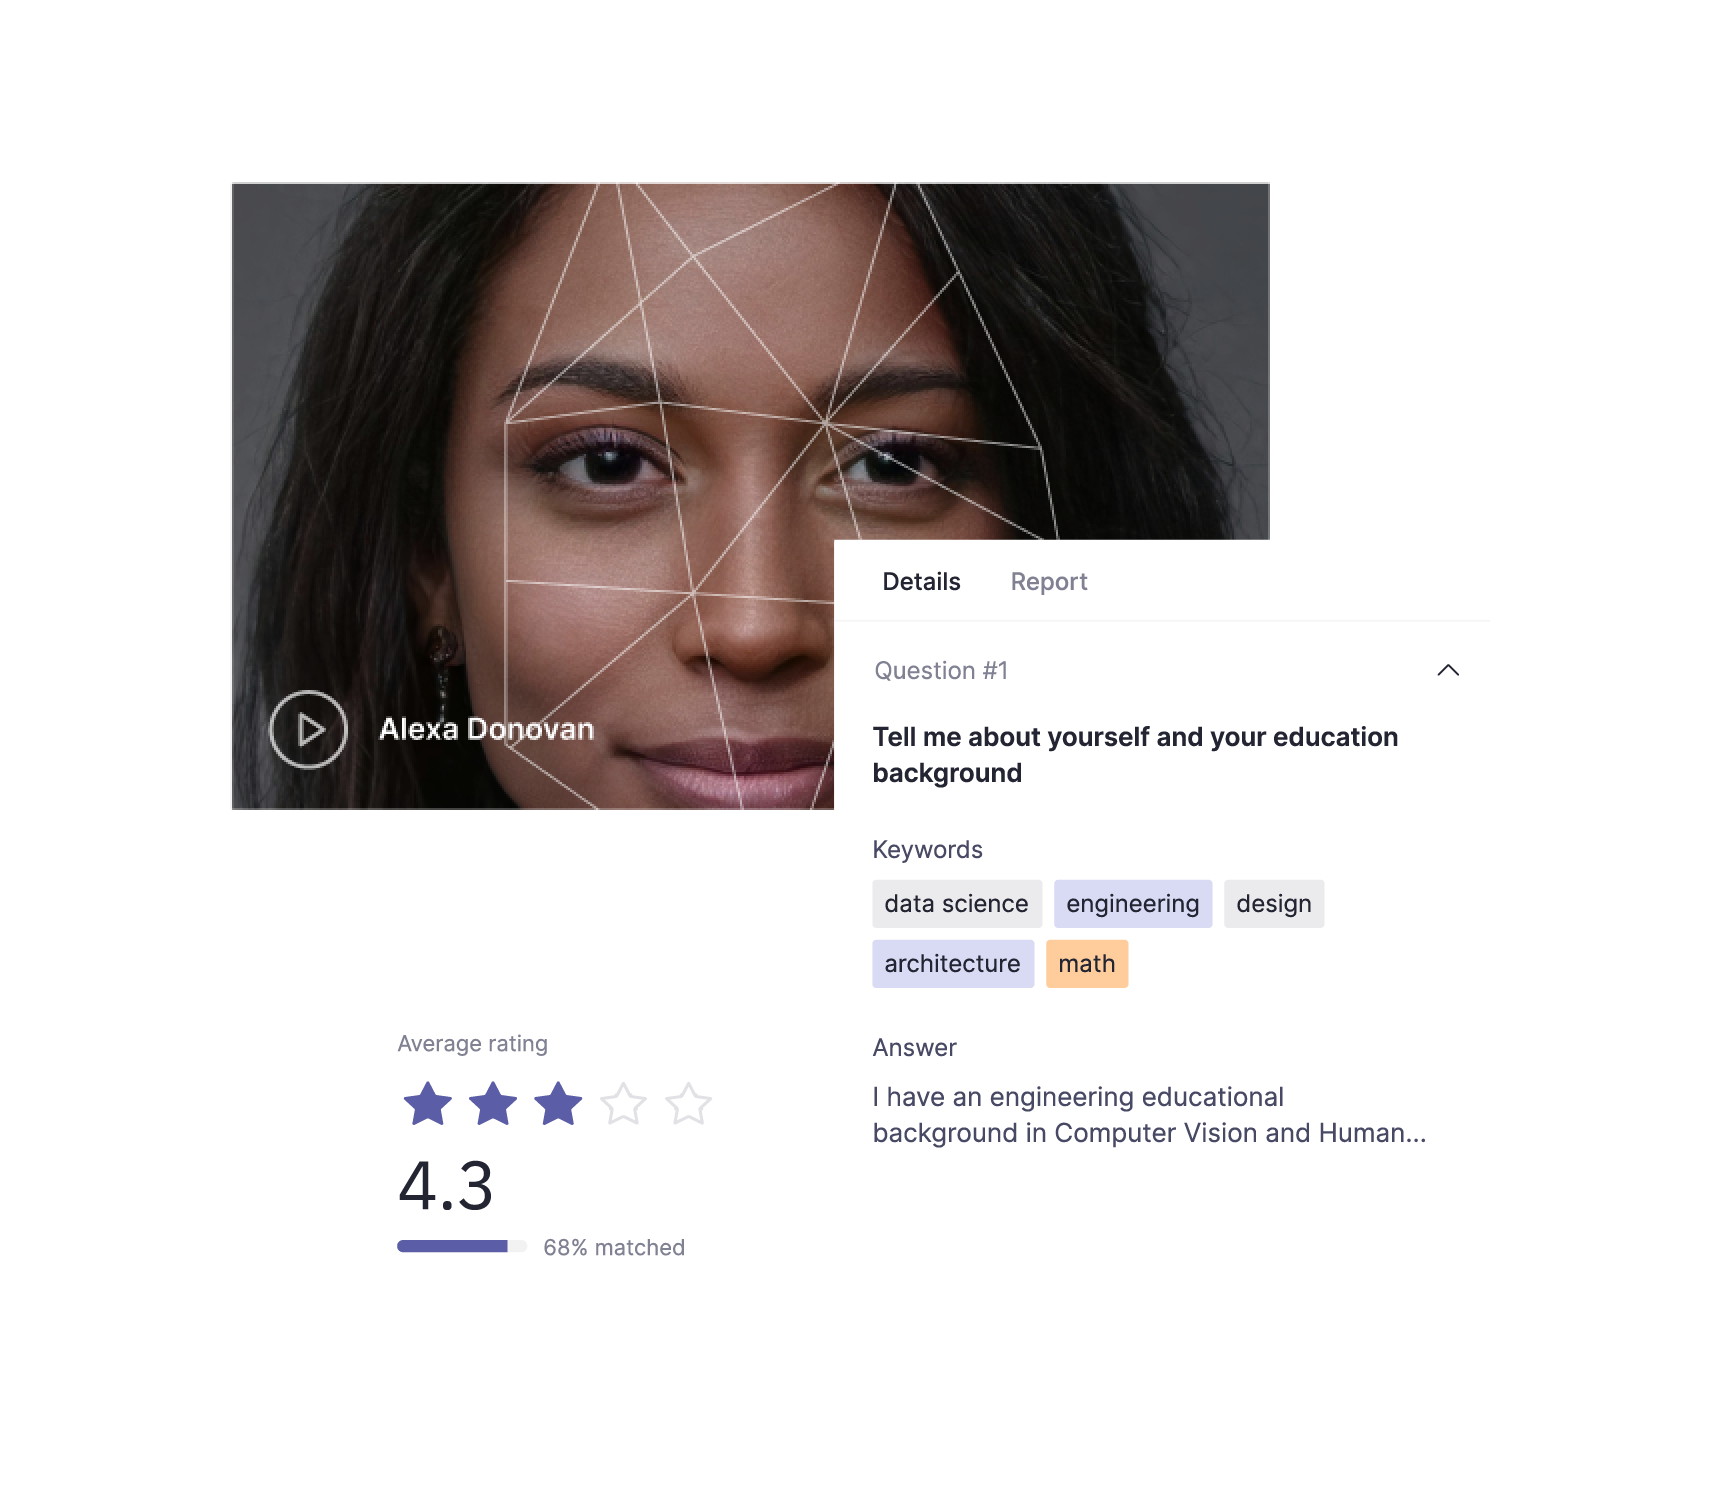 Alexa Donovan
Details Report
Question #1
Tell me about yourself and your education
background
Keywords
data science engineering design
architecture math
Answer
I have an engineering educational
background in Computer Vision and Human...
Average rating
4.3
68% matched